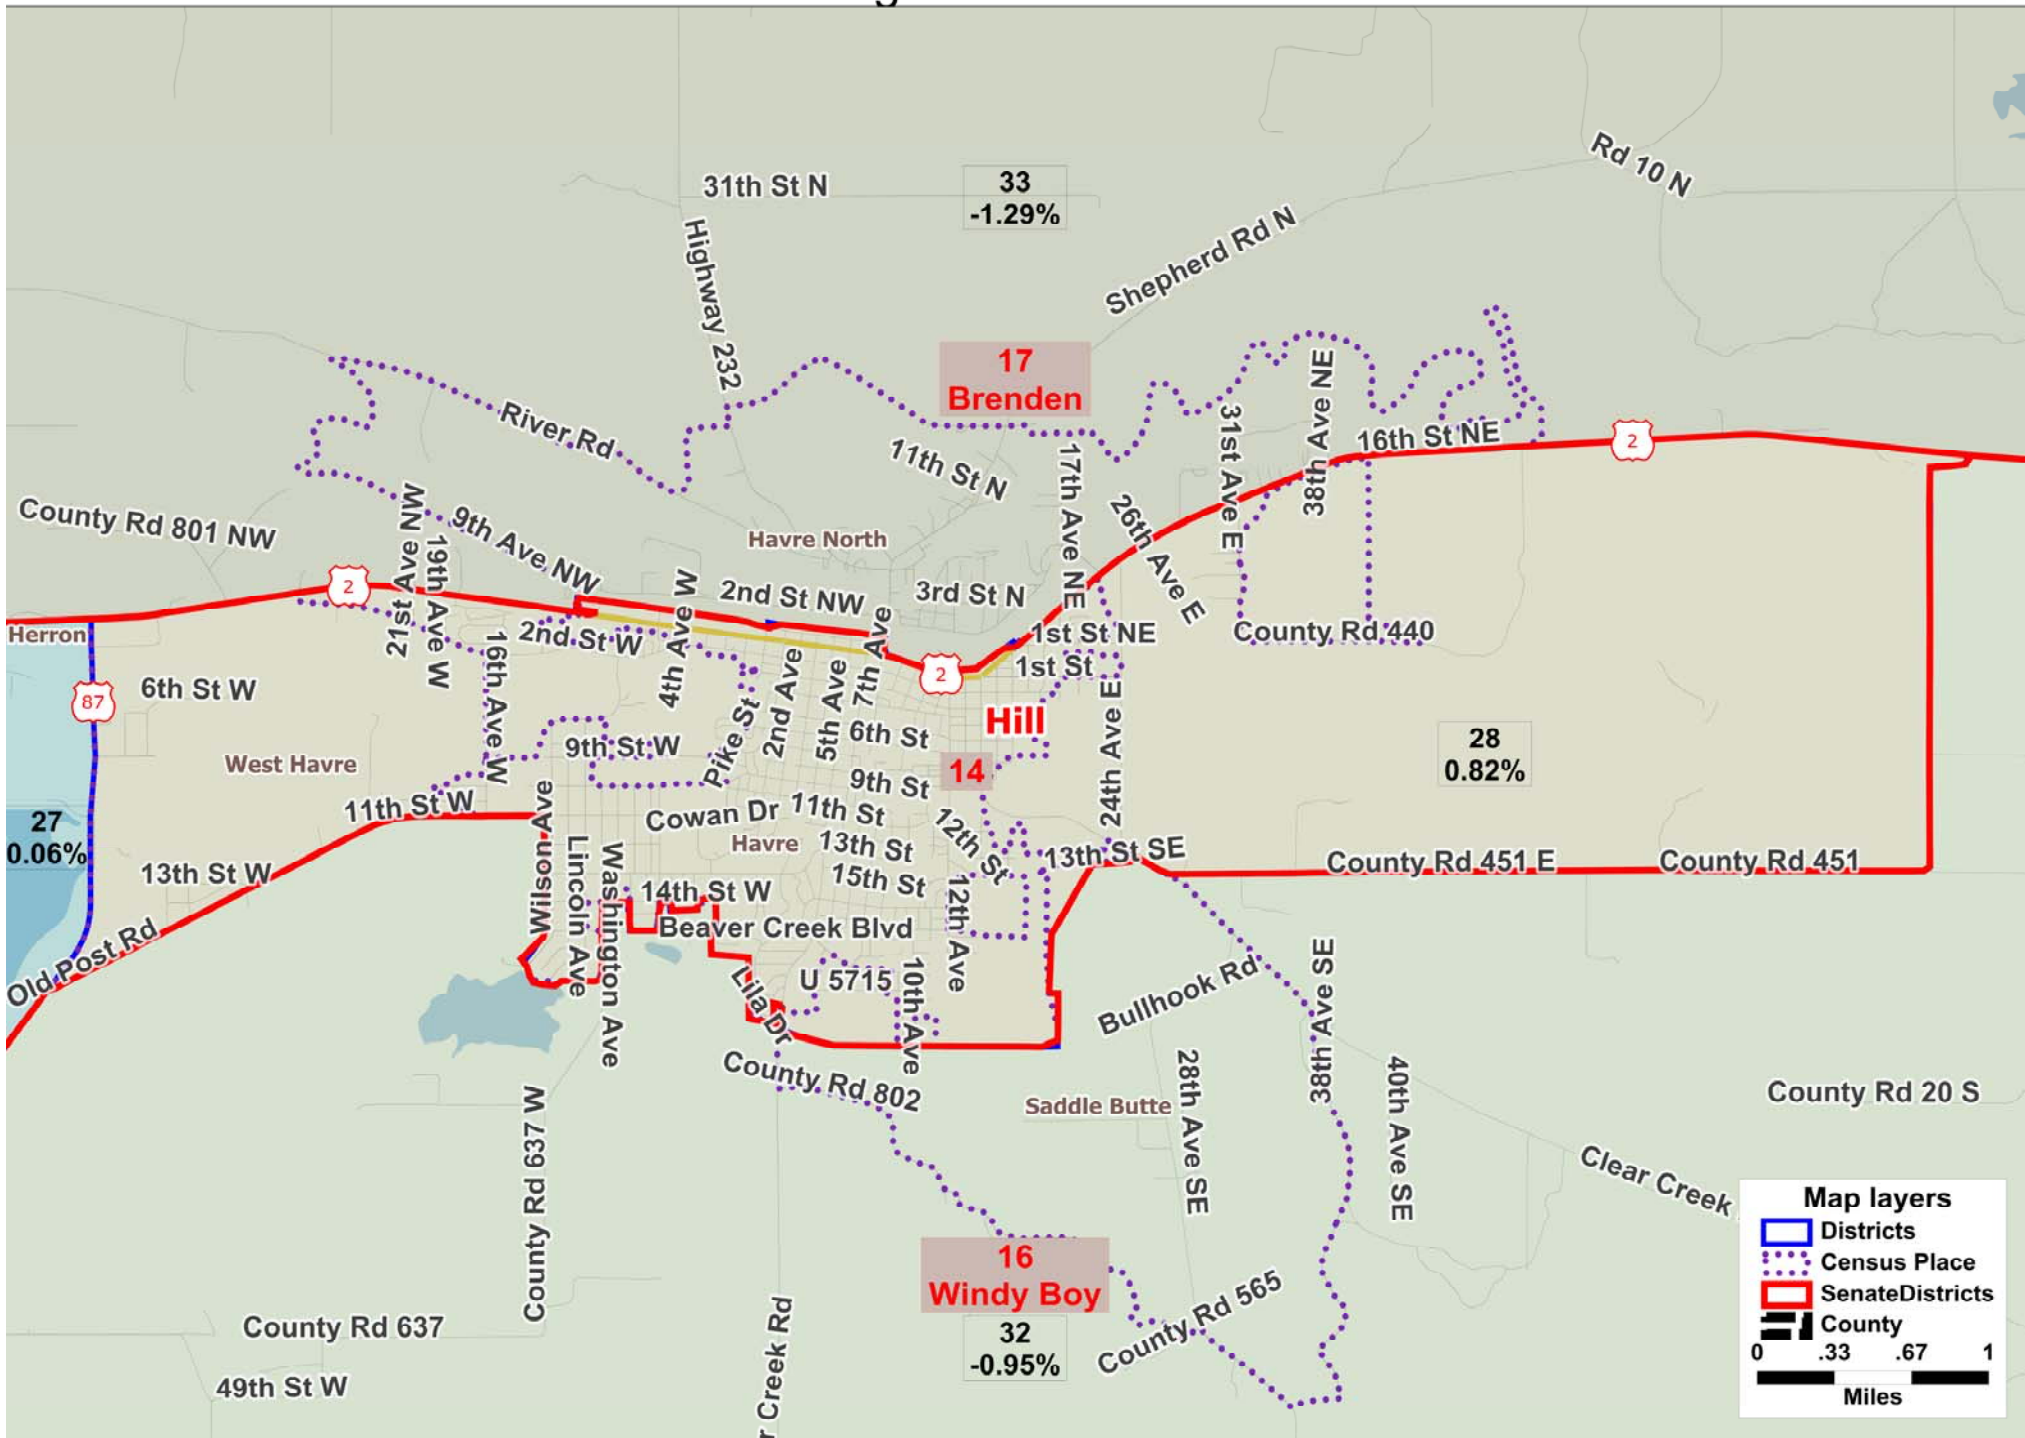 g
31th St N
33
-1.29%
Rd 10 N
Highway 232
Shepherd Rd N
17
Brenden
River Rd
11th St N
17th Ave NE
31st Ave E
38th Ave NE
16th St NE
2
County Rd 801 NW
21st Ave NW
9th Ave NW
19th Ave W
Havre North
26th Ave E
2
2nd St NW
3rd St N
Herron
2nd St W
4th Ave W
7th Ave
1st St NE
County Rd 440
1st St
2
87
6th St W
16th Ave W
2nd Ave
5th Ave
Hill
24th Ave E
6th St
Pike St
9th St W
West Havre
28
0.82%
14
9th St
27
0.06%
11th St W
Wilson Ave
Cowan Dr
11th St
12th St
Havre
13th St
13th St SE
County Rd 451 E
County Rd 451
13th St W
Lincoln Ave
Washington Ave
14th St W
15th St
12th Ave
Beaver Creek Blvd
Old Post Rd
Lila Dr
U 5715
10th Ave
Bullhook Rd
38th Ave SE
County Rd 802
28th Ave SE
40th Ave SE
Saddle Butte
County Rd 20 S
County Rd 637 W
Clear Creek
16
Windy Boy
32
-0.95%
County Rd 565
County Rd 637
49th St W
r Creek Rd
Map layers
Districts
Census Place
SenateDistricts
County
0 .33 .67 1
Miles